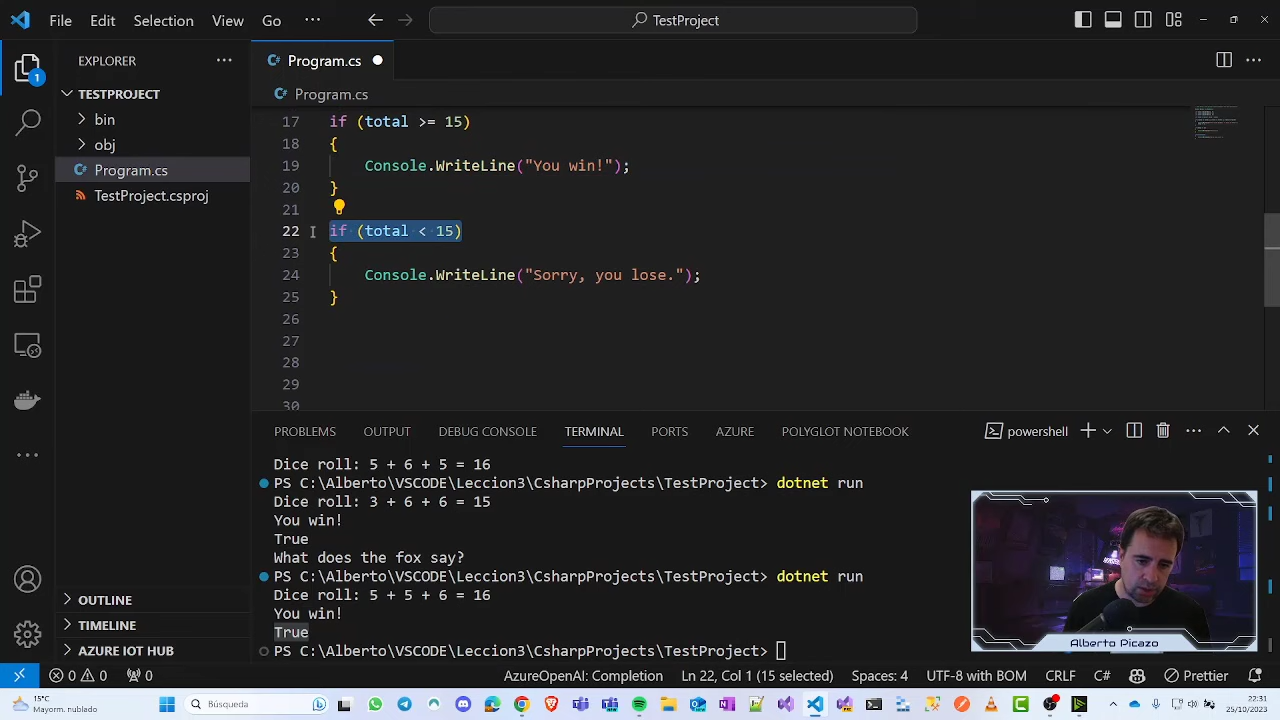 File Edit Selection View Go ··· TestProject
EXPLORER ···
TESTPROJECT
bin
obj
Program.cs
TestProject.csproj
OUTLINE
TIMELINE
AZURE IOT HUB
1
C# Program.cs
C# Program.cs
17 if (total >= 15)
18 {
19 Console.WriteLine("You win!");
20 }
21
22 if (total < 15)
23 {
24 Console.WriteLine("Sorry, you lose.");
25 }
26
27
28
29
30
PROBLEMS OUTPUT DEBUG CONSOLE TERMINAL PORTS AZURE POLYGLOT NOTEBOOK powershell
Dice roll: 5 + 6 + 5 = 16
PS C:\Alberto\VSCODE\Leccion3\CsharpProjects\TestProject> dotnet run
Dice roll: 3 + 6 + 6 = 15
You win!
True
What does the fox say?
PS C:\Alberto\VSCODE\Leccion3\CsharpProjects\TestProject> dotnet run
Dice roll: 5 + 5 + 6 = 16
You win!
True
PS C:\Alberto\VSCODE\Leccion3\CsharpProjects\TestProject>
Alberto Picazo
0 0 0 AzureOpenAI: Completion Ln 22, Col 1 (15 selected) Spaces: 4 UTF-8 with BOM CRLF C# Prettier
15°C
Mayorm. nublado
Búsqueda
22:31
25/10/2023